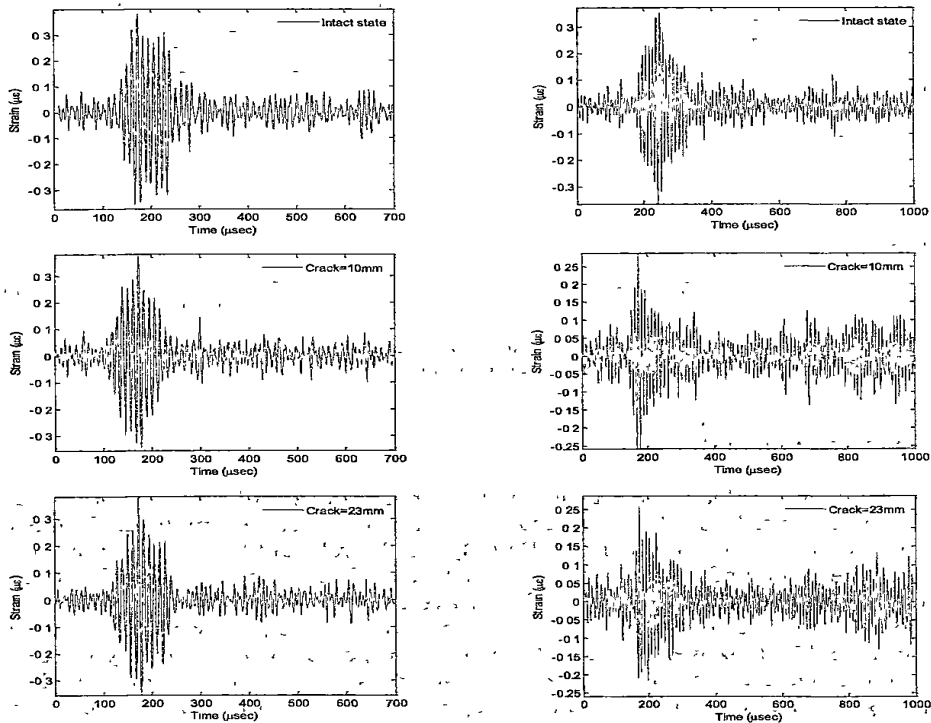 Intact state
0 3
0 2
0 1
0
-0 1
-0 2
-0 3
Strain (µε)
0 100 200 300 400 500 600 700
Time (µsec)
Intact state
0 3
0 2
0 1
0
-0 1
-0 2
-0 3
Strain (µε)
0 200 400 600 800 1000
Time (µsec)
Crack=10mm
0 3
0 2
0 1
0
-0 1
-0 2
-0 3
Strain (µε)
0 100 200 300 400 500 600 700
Time (µsec)
Crack=10mm
0 25
0 2
0 15
0 1
0 05
0
-0 05
-0 1
-0 15
-0 2
-0 25
Strain (µε)
0 200 400 600 800 1000
Time (µsec)
Crack=23mm
0 3
0 2
0 1
0
-0 1
-0 2
-0 3
Strain (µε)
0 100 200 300 400 500 600 700
Time (µsec)
Crack=23mm
0 25
0 2
0 15
0 1
0 05
0
-0 05
-0 1
-0 15
-0 2
-0 25
Strain (µε)
0 200 400 600 800 1000
Time (µsec)